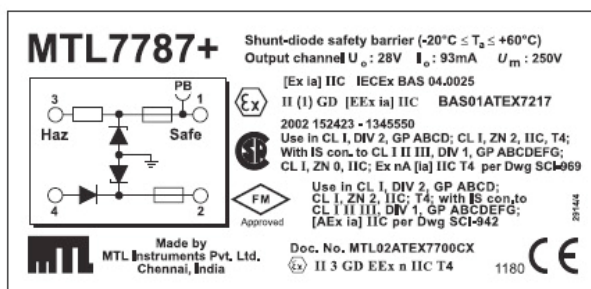 MTL7787+
Shunt-diode safety barrier (-20°C ≤ Ta ≤ +60°C)
Output channel Uo : 28V Io : 93mA Um : 250V
[Ex ia] IIC IECEx BAS 04.0025
II (1) GD [EEx ia] IIC BAS01ATEX7217
2002 152423 - 1345550
Use in CL I, DIV 2, GP ABCD; CL I, ZN 2, IIC, T4;
With IS con. to CL I II III, DIV 1, GP ABCDEFG;
CL I, ZN 0, IIC; Ex nA [ia] IIC T4 per Dwg SCI-969
Use in CL I, DIV 2, GP ABCD;
CL I, ZN 2, IIC; T4; with IS con,to
CL I II III, DIV 1, GP ABCDEFG;
[AEx ia] IIC per Dwg SCI-942
FM
Approved
2914/4
PB
3
1
Haz
Safe
4
2
MTL
Made by
MTL Instruments Pvt. Ltd.
Chennai, India
Doc. No. MTL02ATEX7700CX
Ex II 3 GD EEx n IIC T4
1180 CE
Ex
SP